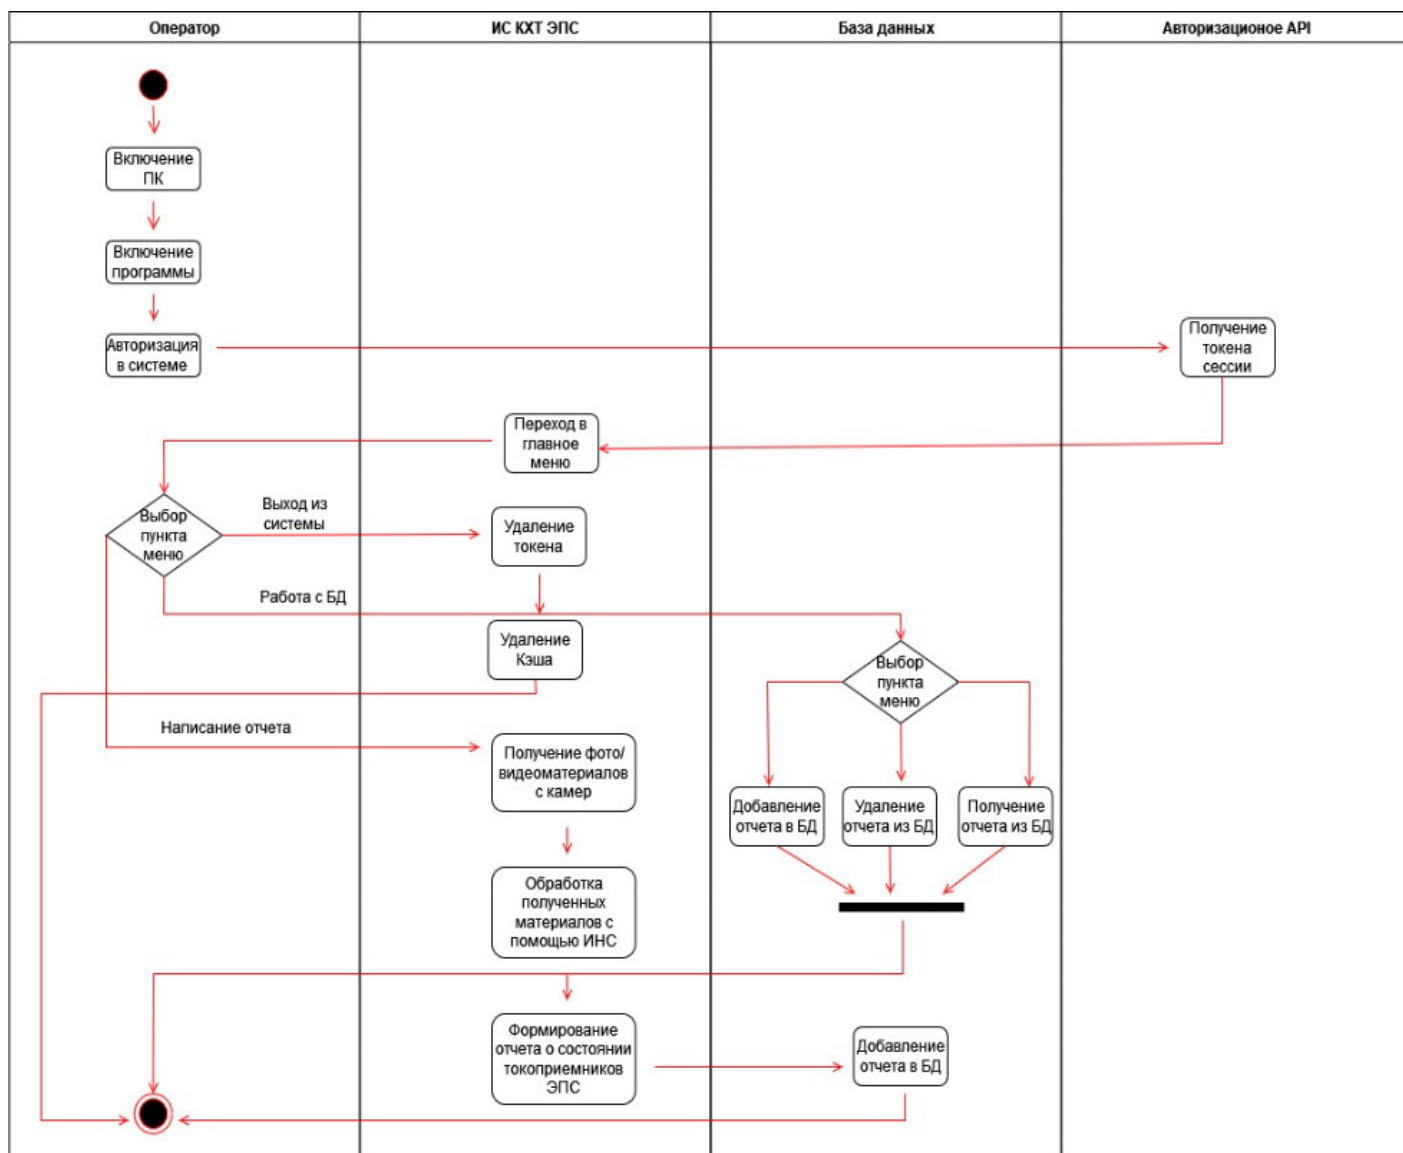 Оператор
ИС КХТ ЭПС
База данных
Авторизационое API
Включение
ПК
Включение
программы
Авторизация
в системе
Получение
токена
сессии
Переход в
главное
меню
Выбор
пункта
меню
Выход из
системы
Удаление
токена
Работа с БД
Удаление
Кэша
Выбор
пункта
меню
Написание отчета
Получение фото/
видеоматериалов
с камер
Добавление
отчета в БД
Удаление
отчета из БД
Получение
отчета из БД
Обработка
полученных
материалов с
помощью ИНС
Формирование
отчета о состоянии
токоприемников
ЭПС
Добавление
отчета в БД